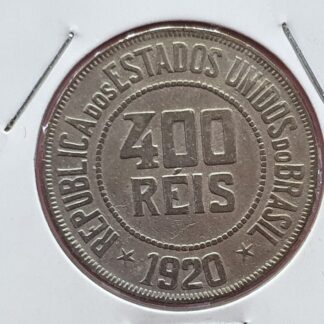 REPUBLICA DOS ESTADOS UNIDOS DO BRASIL
400
RÉIS
1920